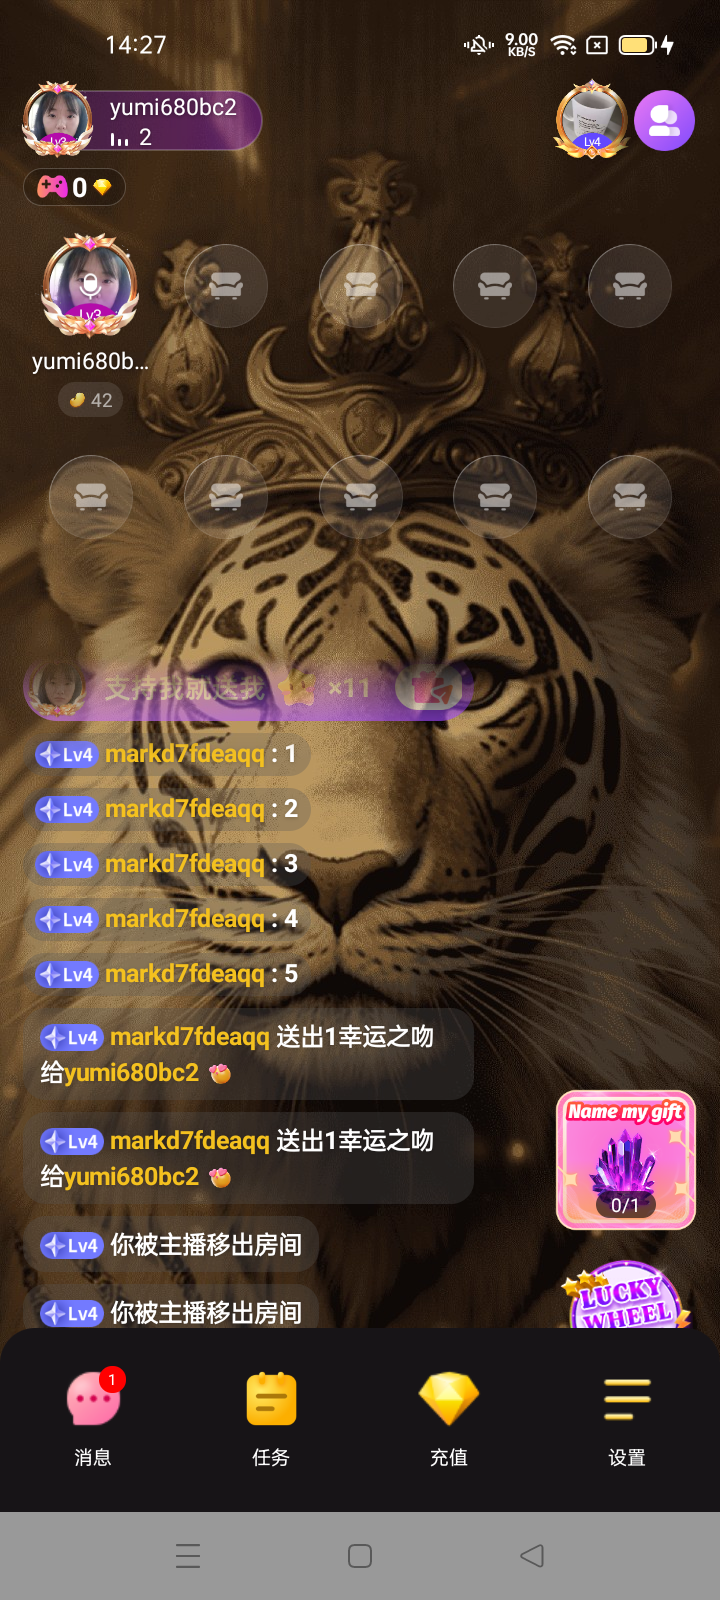 14:27
9.00
KB/S
yumi680bc2
2
Lv3
Lv4
0
Lv3
yumi680b...
42
支持我就送我 ×11
Lv4 markd7fdeaqq : 1
Lv4 markd7fdeaqq : 2
Lv4 markd7fdeaqq : 3
Lv4 markd7fdeaqq : 4
Lv4 markd7fdeaqq : 5
Lv4 markd7fdeaqq 送出1幸运之吻
给yumi680bc2
Lv4 markd7fdeaqq 送出1幸运之吻
给yumi680bc2
Name my gift
0/1
Lv4 你被主播移出房间
Lv4 你被主播移出房间
LUCKY
WHEEL
1
消息
任务
充值
设置